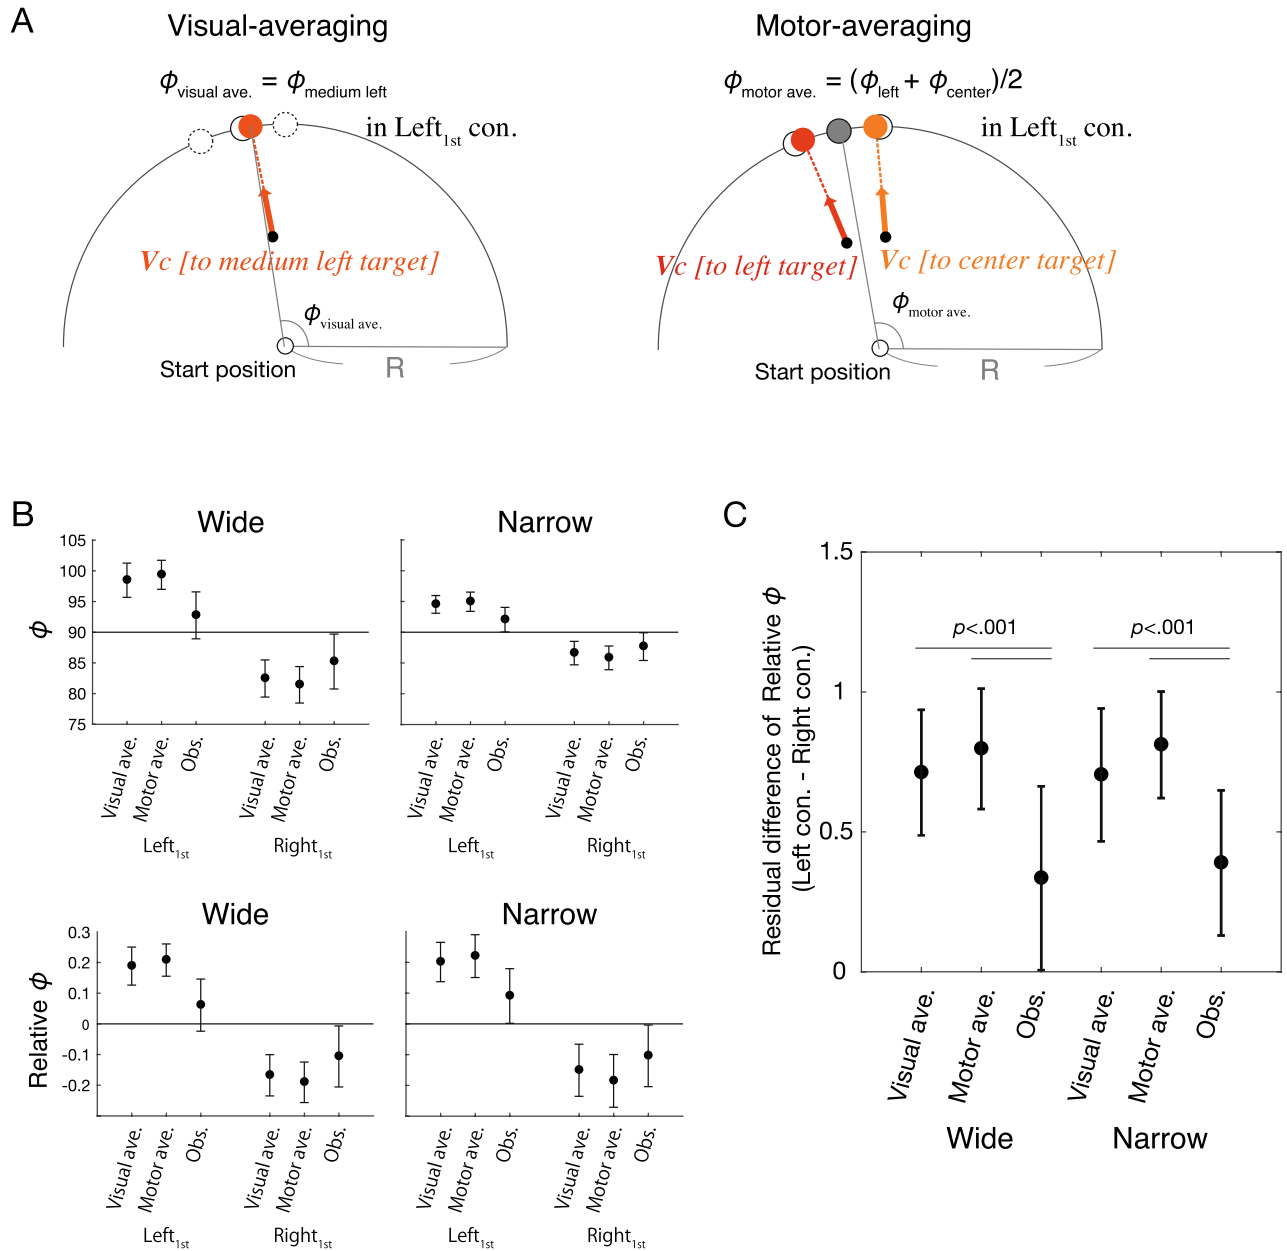 A
Visual-averaging
ϕvisual ave. = ϕmedium left
in Left1st con.
Vc [to medium left target]
ϕvisual ave.
Start position
R
Motor-averaging
ϕmotor ave. = (ϕleft + ϕcenter)/2
in Left1st con.
Vc [to left target]
Vc [to center target]
ϕmotor ave.
Start position
R
B
Wide
Narrow
ϕ
105
100
95
90
85
80
75
Visual ave.
Motor ave.
Obs.
Visual ave.
Motor ave.
Obs.
Left1st
Right1st
Visual ave.
Motor ave.
Obs.
Visual ave.
Motor ave.
Obs.
Left1st
Right1st
Wide
Narrow
Relative ϕ
0.3
0.2
0.1
0
-0.1
-0.2
Visual ave.
Motor ave.
Obs.
Visual ave.
Motor ave.
Obs.
Left1st
Right1st
Visual ave.
Motor ave.
Obs.
Visual ave.
Motor ave.
Obs.
Left1st
Right1st
C
Residual difference of Relative ϕ
(Left con. - Right con.)
1.5
1
0.5
0
p<.001
p<.001
Visual ave.
Motor ave.
Obs.
Visual ave.
Motor ave.
Obs.
Wide
Narrow